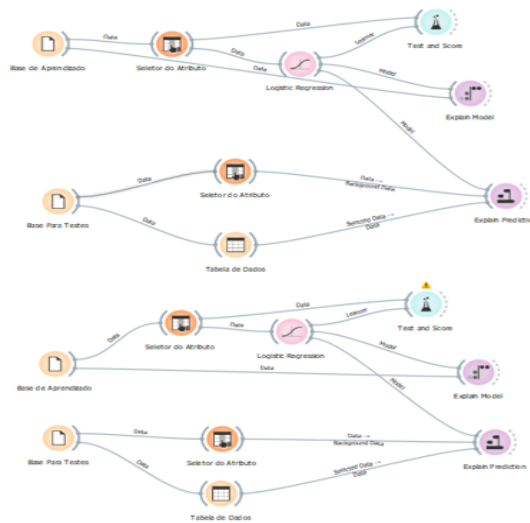 Data
Test and Score
Data
Base de Aprendizado
Seletor do Atributo
Data
Data
Learner
Logistic Regression
Model
Explain Model
Model
Data
Seletor do Atributo
Data →
Background Data
Base Para Testes
Data
Selected Data →
Data
Explain Predictio
Tabela de Dados
Data
Learner
Test and Score
Data
Data
Seletor do Atributo
Logistic Regression
Model
Data
Base de Aprendizado
Model
Explain Model
Data
Data →
Background Data
Base Para Testes
Seletor do Atributo
Data
Selected Data →
Data
Explain Prediction
Tabela de Dados